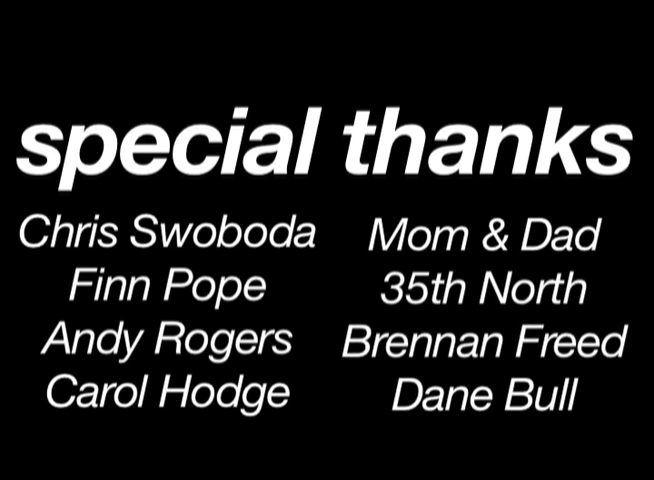 special thanks
Chris Swoboda
Finn Pope
Andy Rogers
Carol Hodge
Mom & Dad
35th North
Brennan Freed
Dane Bull